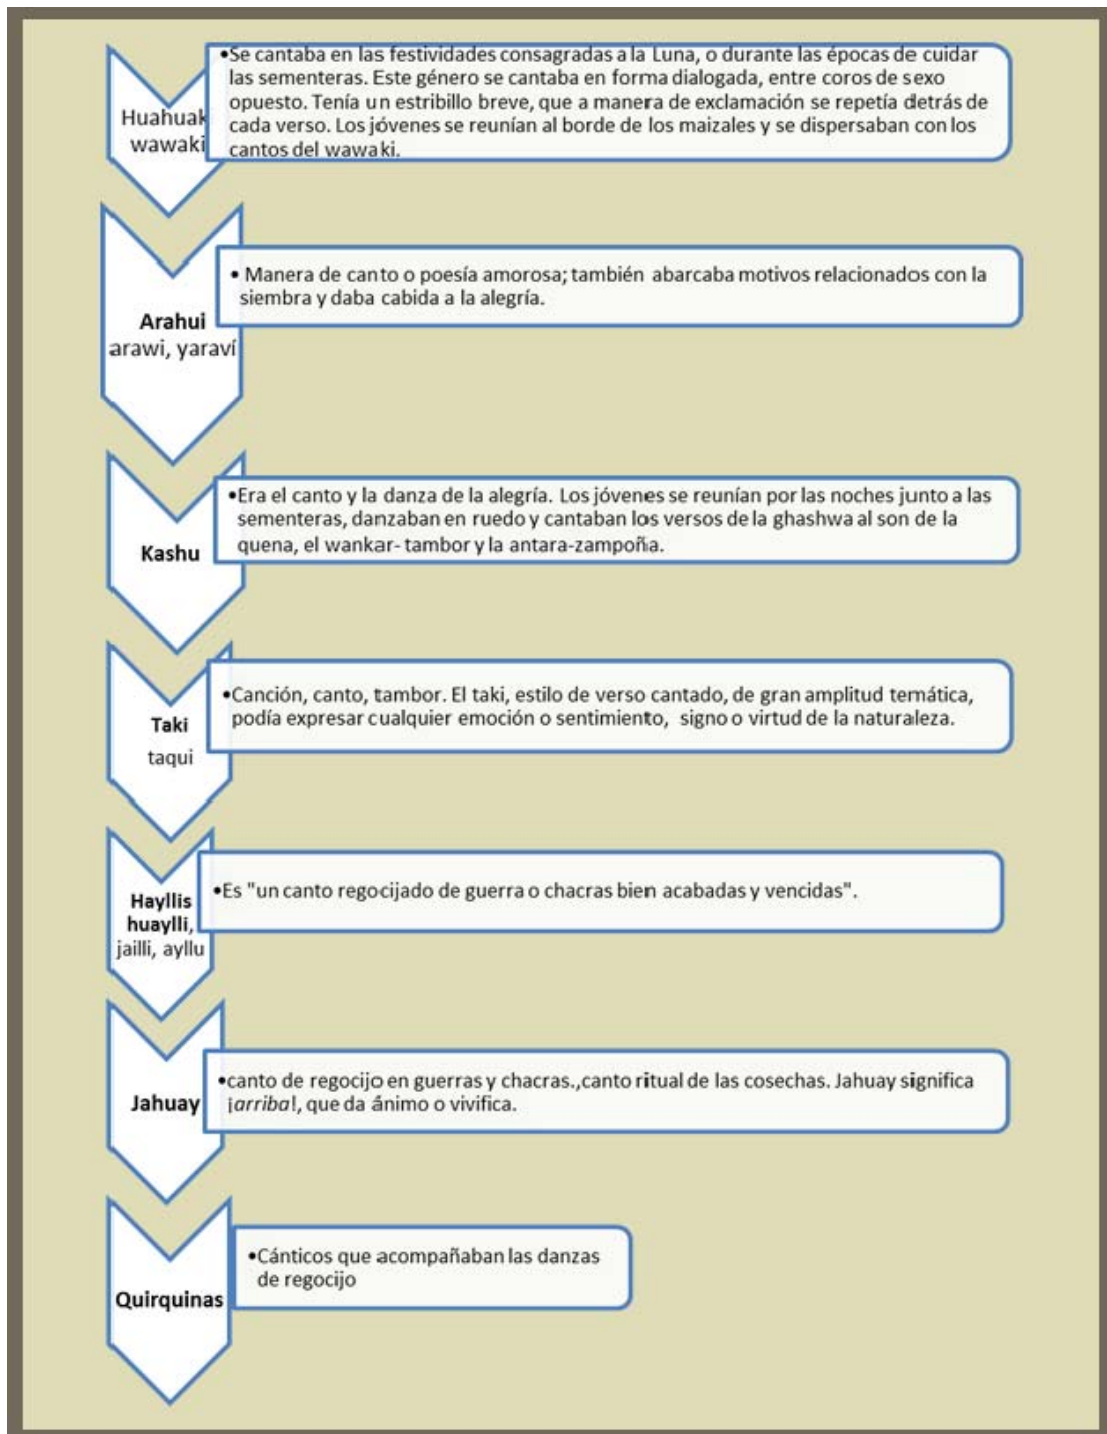 Huahuak
wawaki
•Se cantaba en las festividades consagradas a la Luna, o durante las épocas de cuidar
las sementeras. Este género se cantaba en forma dialogada, entre coros de sexo
opuesto. Tenía un estribillo breve, que a manera de exclamación se repetía detrás de
cada verso. Los jóvenes se reunían al borde de los maizales y se dispersaban con los
cantos del wawaki.
Arahui
arawi, yaraví
• Manera de canto o poesía amorosa; también abarcaba motivos relacionados con la
siembra y daba cabida a la alegría.
Kashu
•Era el canto y la danza de la alegría. Los jóvenes se reunían por las noches junto a las
sementeras, danzaban en ruedo y cantaban los versos de la ghashwa al son de la
quena, el wankar- tambor y la antara-zampoña.
Taki
taqui
•Canción, canto, tambor. El taki, estilo de verso cantado, de gran amplitud temática,
podía expresar cualquier emoción o sentimiento, signo o virtud de la naturaleza.
Hayllis
huaylli,
jailli, ayllu
•Es "un canto regocijado de guerra o chacras bien acabadas y vencidas".
Jahuay
•canto de regocijo en guerras y chacras.,canto ritual de las cosechas. Jahuay significa
¡arriba!, que da ánimo o vivifica.
Quirquinas
•Cánticos que acompañaban las danzas
de regocijo